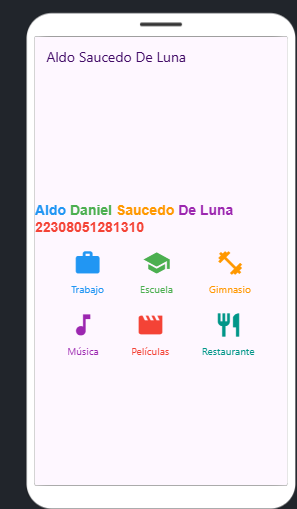 Aldo Saucedo De Luna
Aldo Daniel Saucedo De Luna
22308051281310
Trabajo Escuela Gimnasio
Música Películas Restaurante